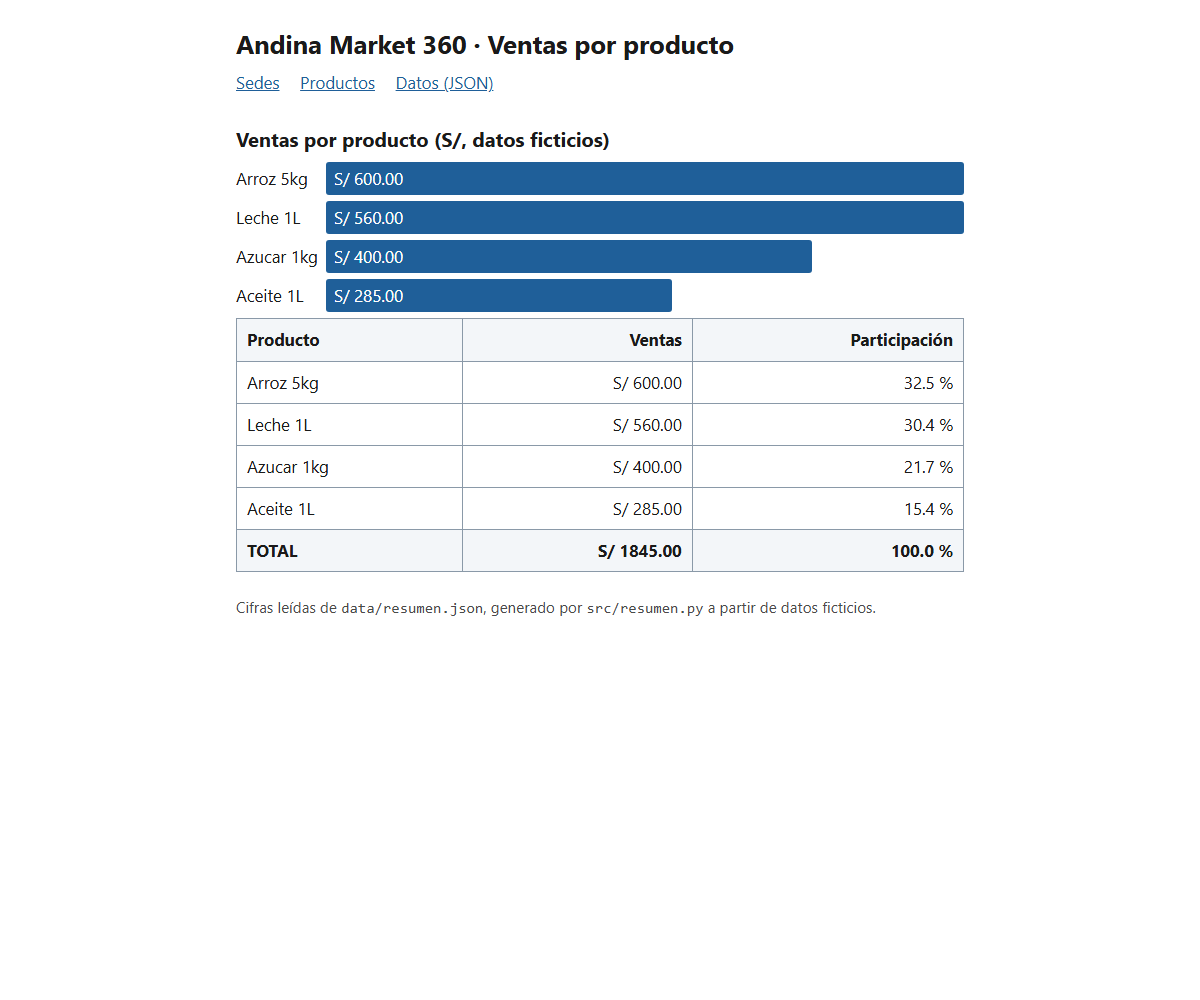 Andina Market 360 · Ventas por producto
Sedes Productos Datos (JSON)
Ventas por producto (S/, datos ficticios)
Arroz 5kg S/ 600.00
Leche 1L S/ 560.00
Azucar 1kg S/ 400.00
Aceite 1L S/ 285.00
Producto Ventas Participación
Arroz 5kg S/ 600.00 32.5 %
Leche 1L S/ 560.00 30.4 %
Azucar 1kg S/ 400.00 21.7 %
Aceite 1L S/ 285.00 15.4 %
TOTAL S/ 1845.00 100.0 %
Cifras leídas de data/resumen.json, generado por src/resumen.py a partir de datos ficticios.